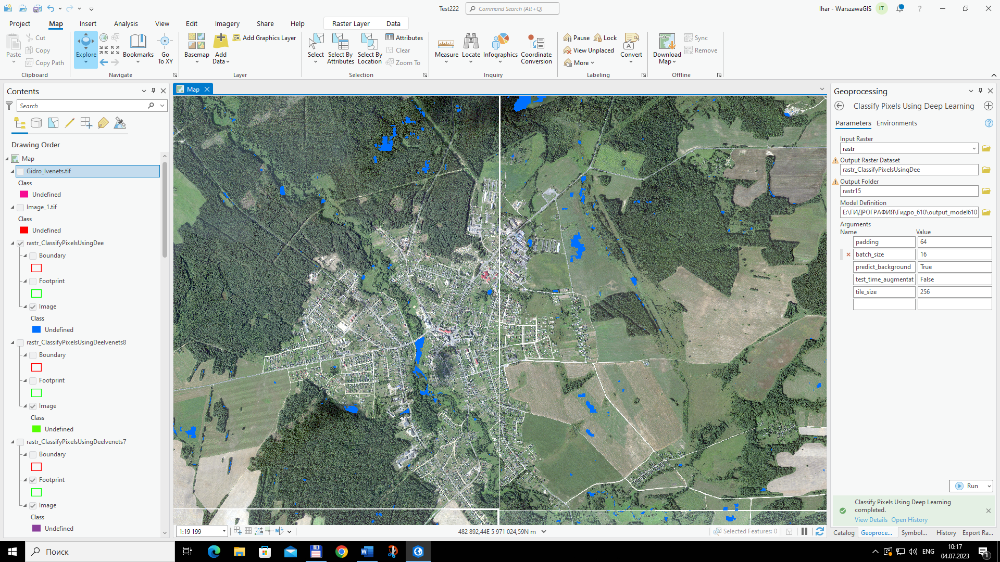 Test222
Command Search (Alt+Q)
Ihar - WarszawaGIS
IT
?
Project
Map
Insert
Analysis
View
Edit
Imagery
Share
Help
Raster Layer
Data
Paste
Cut
Copy
Copy Path
Clipboard
Explore
Bookmarks
Go To XY
Navigate
Basemap
Add Data
Add Graphics Layer
Layer
Select
Select By Attributes
Select By Location
Attributes
Clear
Zoom To
Selection
Measure
Locate
Infographics
Coordinate Conversion
Inquiry
Pause
Lock
View Unplaced
More
Convert
Labeling
Download Map
Sync
Remove
Offline
Contents
Search
Drawing Order
Map
Gidro_Ivenets.tif
Class
Undefined
Image_1.tif
Class
Undefined
rastr_ClassifyPixelsUsingDee
Boundary
Footprint
Image
Class
Undefined
rastr_ClassifyPixelsUsingDeeIvenets8
Boundary
Footprint
Image
Class
Undefined
rastr_ClassifyPixelsUsingDeeIvenets7
Boundary
Footprint
Image
Class
Undefined
Map
1:19 199
482 892,44E 5 971 024,59N m
Selected Features: 0
Geoprocessing
Classify Pixels Using Deep Learning
Parameters
Environments
?
Input Raster
rastr
Output Raster Dataset
rastr_ClassifyPixelsUsingDee
Output Folder
rastr15
Model Definition
E:\ГИДРОГРАФИЯ\Гидро_610\output_model610
Arguments
Name Value
padding 64
batch_size 16
predict_background True
test_time_augmentat False
tile_size 256
Run
Classify Pixels Using Deep Learning completed.
View Details Open History
Catalog
Geoproce...
Symbol...
History
Export Ra...
Поиск
ENG
10:17
04.07.2023
1